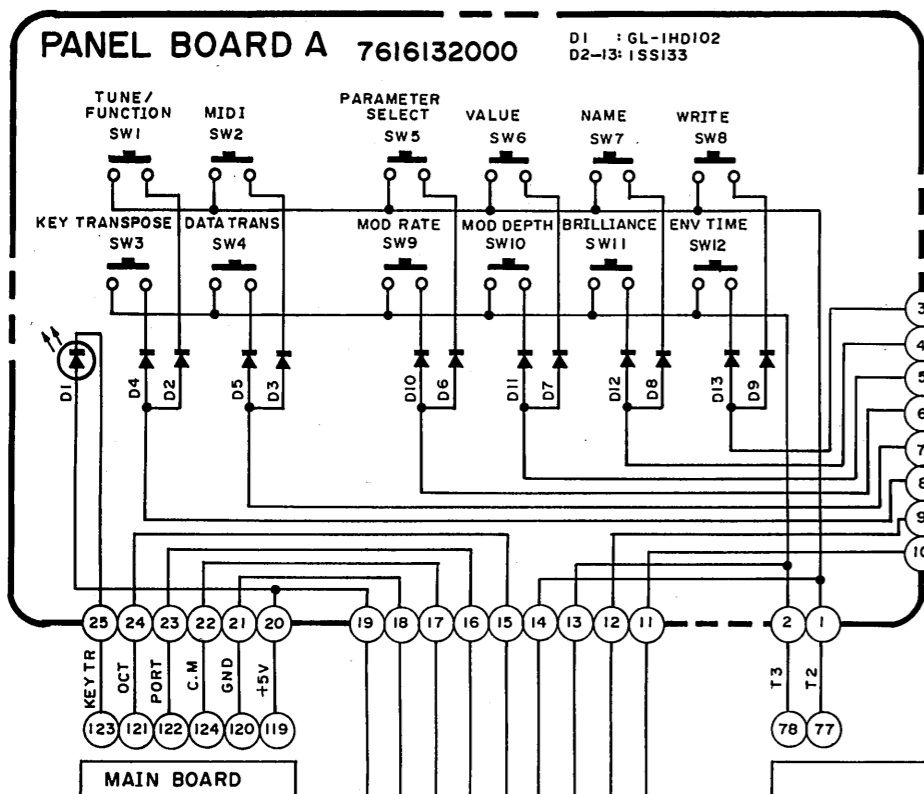 PANEL BOARD A 7616132000
D1 : GL-1HD102
D2-13: 1SS133
TUNE/
FUNCTION
SW1
MIDI
SW2
PARAMETER
SELECT
SW5
VALUE
SW6
NAME
SW7
WRITE
SW8
KEY TRANSPOSE
SW3
DATA TRANS
SW4
MOD RATE
SW9
MOD DEPTH
SW10
BRILLIANCE
SW11
ENV TIME
SW12
D1
D4
D2
D5
D3
D10
D6
D11
D7
D12
D8
D13
D9
3
4
5
6
7
8
9
10
25 24 23 22 21 20 19 18 17 16 15 14 13 12 11 2 1
KEY TR
OCT
PORT
C.M
GND
+5V
T3
T2
123 121 122 124 120 119 78 77
MAIN BOARD